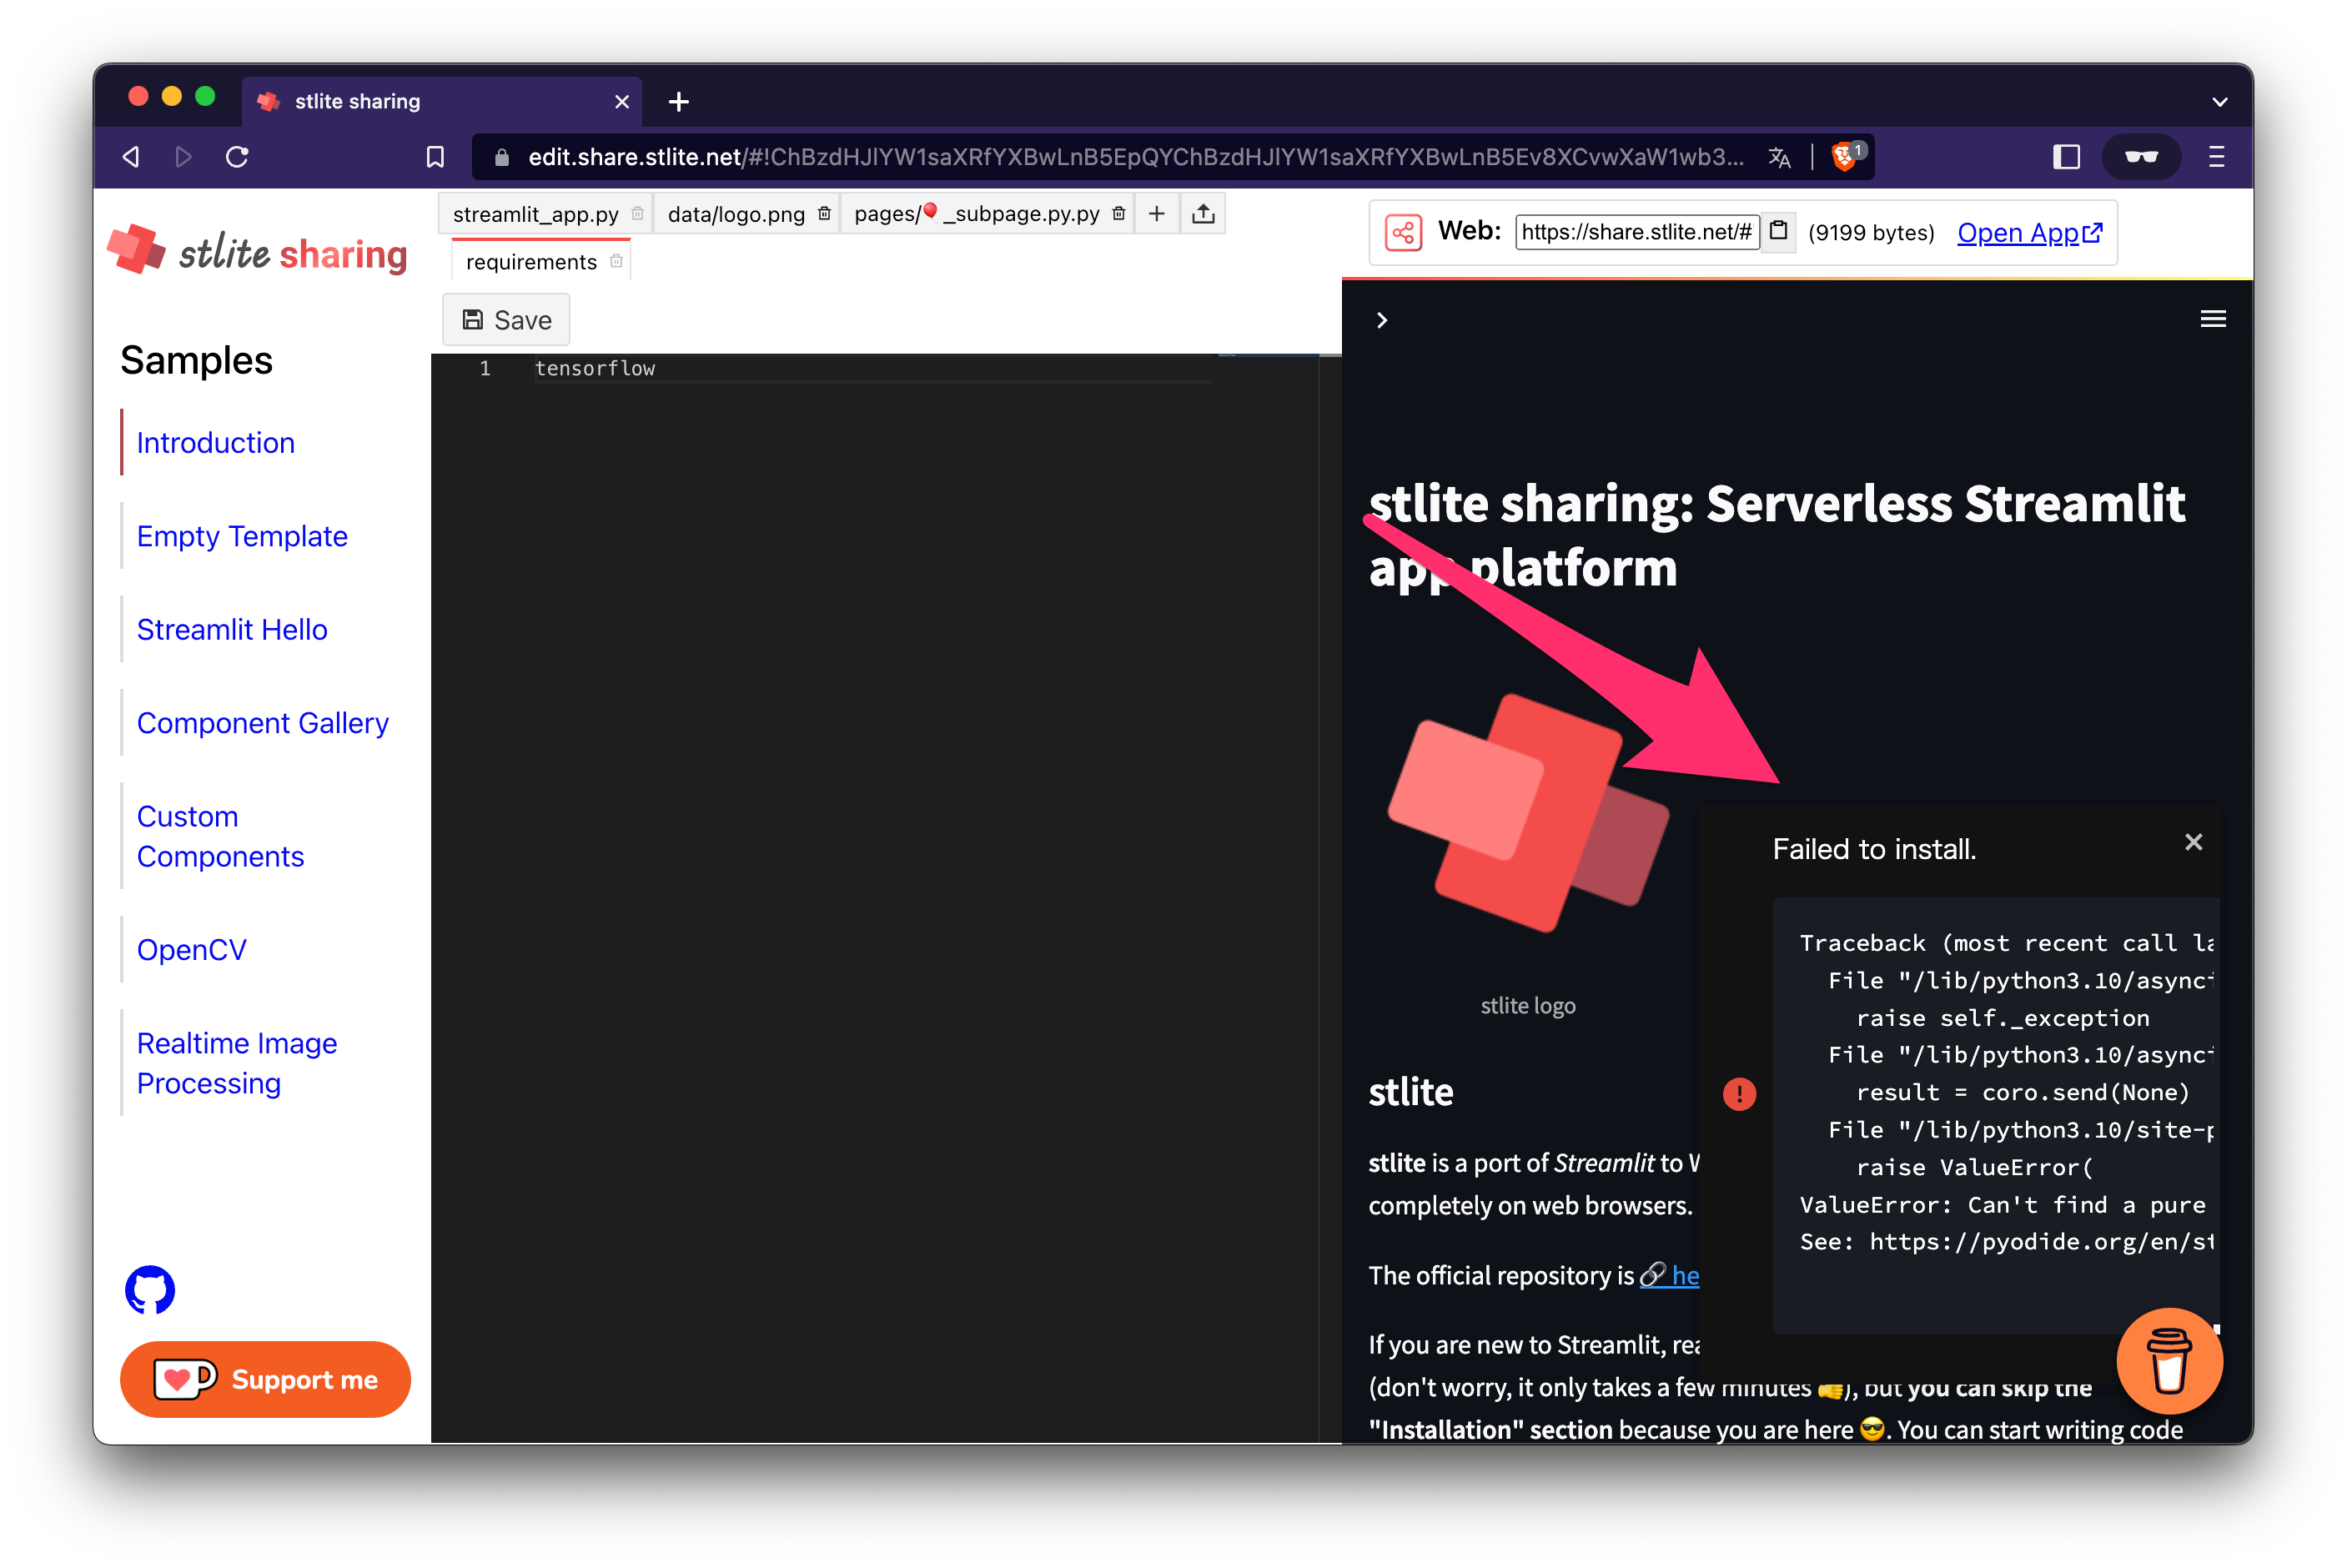 stlite sharing
edit.share.stlite.net/#!ChBzdHJlYW1saXRfYXBwLnB5EpQYChBzdHJlYW1saXRfYXBwLnB5Ev8XCvwXaW1wb3...
1
stlite sharing
Samples
Introduction
Empty Template
Streamlit Hello
Component Gallery
Custom
Components
OpenCV
Realtime Image
Processing
Support me
streamlit_app.py
data/logo.png
pages/🎈_subpage.py.py
+
requirements
Save
1 tensorflow
Web: https://share.stlite.net/# (9199 bytes) Open App
stlite sharing: Serverless Streamlit
app platform
stlite logo
stlite
stlite is a port of Streamlit to W
completely on web browsers.
The official repository is 🔗 he
If you are new to Streamlit, rea
(don't worry, it only takes a few minutes 👍), but you can skip the
"Installation" section because you are here 😎. You can start writing code
Failed to install.
Traceback (most recent call la
File "/lib/python3.10/asynci
raise self._exception
File "/lib/python3.10/asynci
result = coro.send(None)
File "/lib/python3.10/site-p
raise ValueError(
ValueError: Can't find a pure
See: https://pyodide.org/en/st